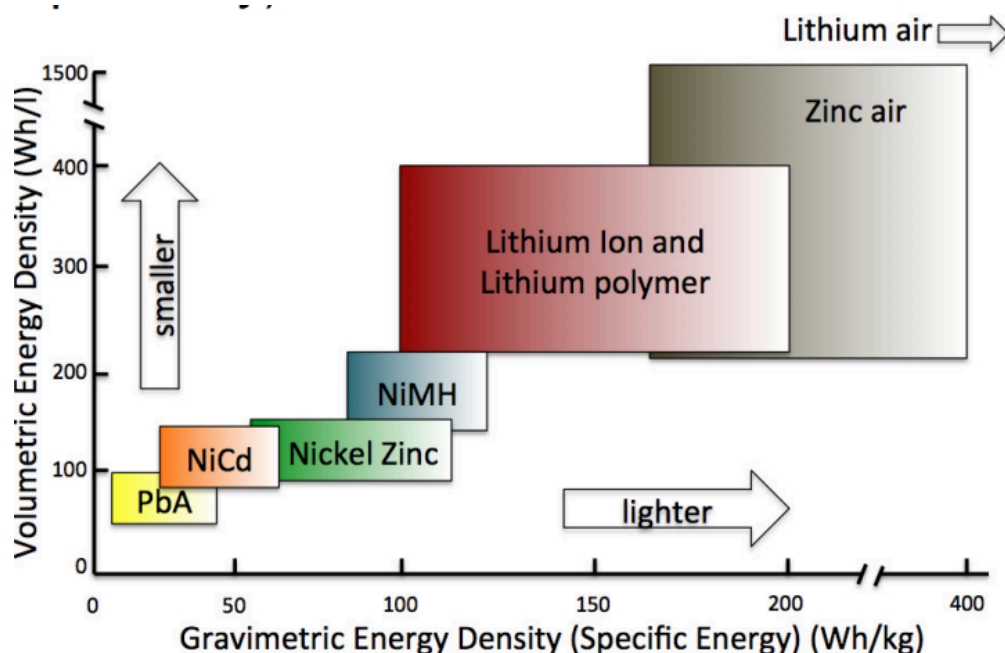 Lithium air
1500
Zinc air
400
Lithium Ion and
Lithium polymer
300
smaller
200
NiMH
NiCd
Nickel Zinc
100
PbA
lighter
0
0
50
100
150
200
400
Volumetric Energy Density (Wh/l)
Gravimetric Energy Density (Specific Energy) (Wh/kg)